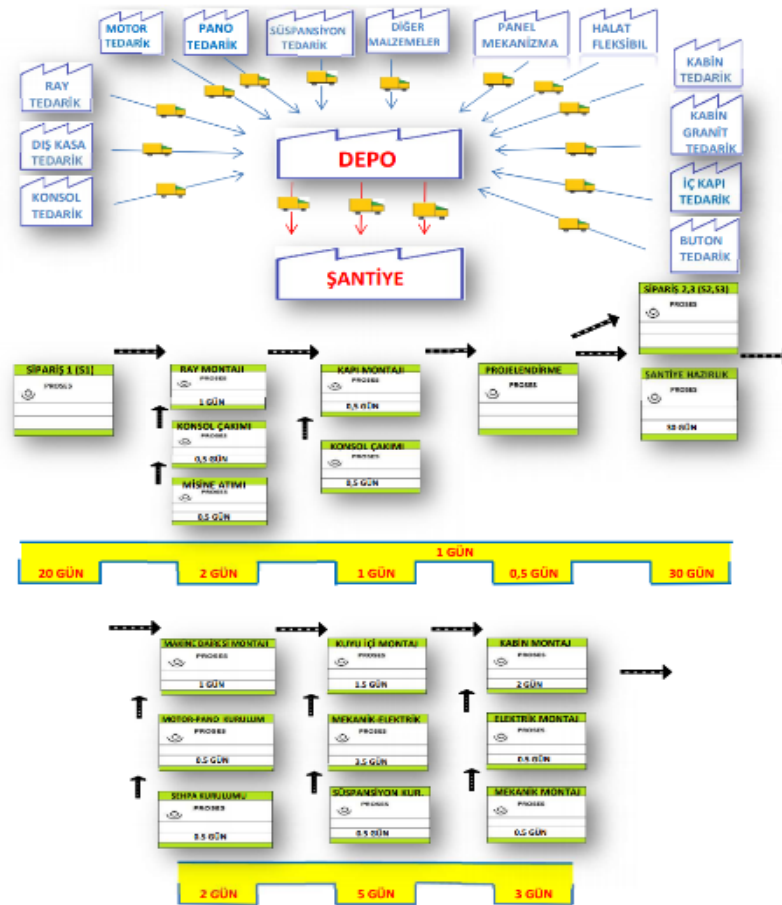 MOTOR
TEDARİK
PANO
TEDARİK
SÜSPANSİYON
TEDARİK
DİĞER
MALZEMELER
PANEL
MEKANİZMA
HALAT
FLEKSİBIL
KABİN
TEDARİK
RAY
TEDARİK
KABİN
GRANİT
TEDARİK
DIŞ KASA
TEDARİK
DEPO
İÇ KAPI
TEDARİK
KONSOL
TEDARİK
BUTON
TEDARİK
ŞANTİYE
SİPARİŞ 2,3 (S2,S3)
PROSES
SİPARİŞ 1 (S1)
PROSES
RAY MONTAJI
PROSES
1 GÜN
KAPI MONTAJI
PROSES
0,5 GÜN
PROJELENDİRME
PROSES
ŞANTİYE HAZIRLIK
PROSES
30 GÜN
KONSOL ÇAKIMI
PROSES
0,5 GÜN
KONSOL ÇAKIMI
PROSES
0,5 GÜN
MİSİNE ATIMI
PROSES
0.5 GÜN
1 GÜN
20 GÜN
2 GÜN
1 GÜN
0,5 GÜN
30 GÜN
MAKİNE DAİRESİ MONTAJI
PROSES
1 GÜN
KUYU İÇİ MONTAJ
PROSES
1.5 GÜN
KABİN MONTAJ
PROSES
2 GÜN
MOTOR-PANO KURULUM
PROSES
0.5 GÜN
MEKANİK-ELEKTRİK
PROSES
3.5 GÜN
ELEKTRİK MONTAJ
PROSES
0.5 GÜN
SEHPA KURULUMU
PROSES
0.5 GÜN
SÜSPANSİYON KUR.
PROSES
0.5 GÜN
MEKANİK MONTAJ
PROSES
0.5 GÜN
2 GÜN
5 GÜN
3 GÜN